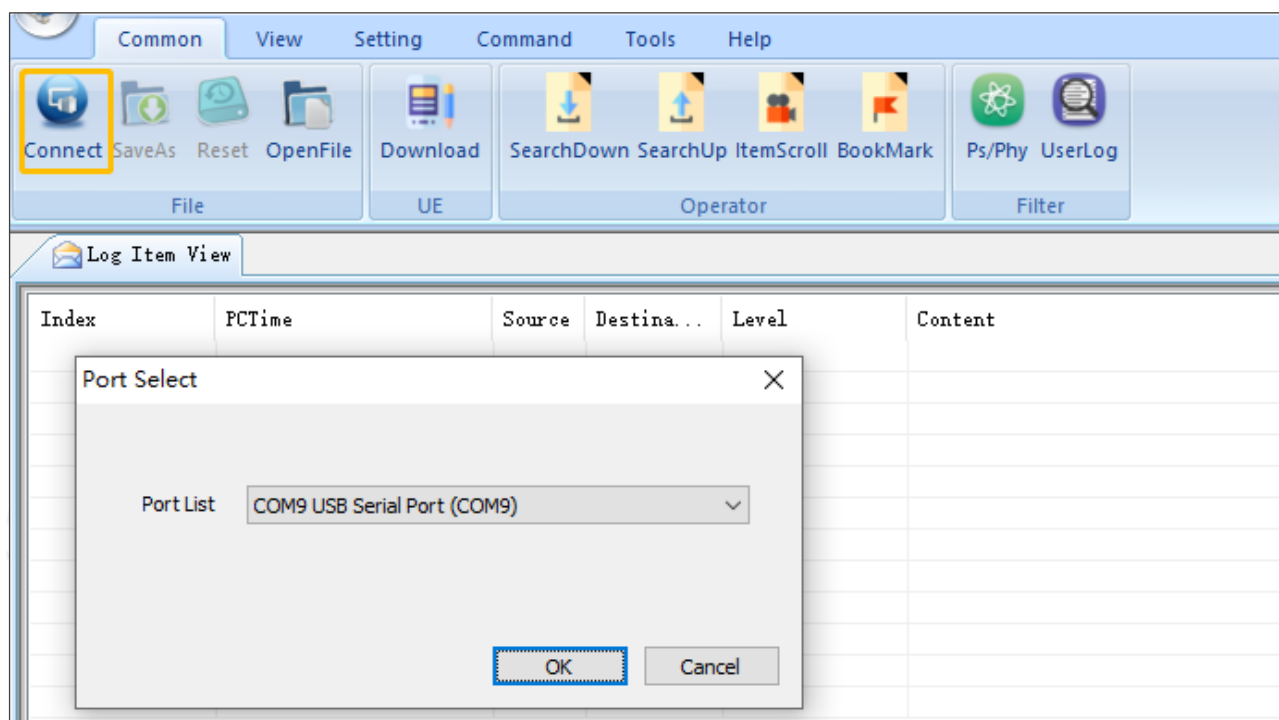 Common View Setting Command Tools Help
Connect SaveAs Reset OpenFile Download SearchDown SearchUp ItemScroll BookMark Ps/Phy UserLog
File UE Operator Filter
Log Item View
Index PCTime Source Destina... Level Content
Port Select
Port List COM9 USB Serial Port (COM9)
OK Cancel